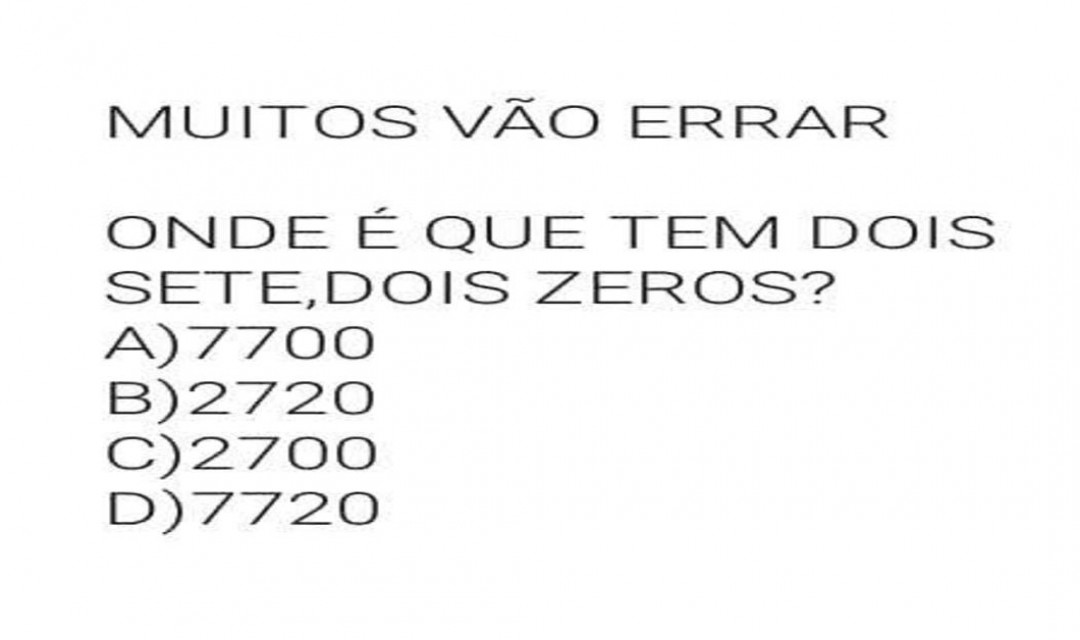 MUITOS VÃO ERRAR
ONDE É QUE TEM DOIS
SETE,DOIS ZEROS?
A)7700
B)2720
C)2700
D)7720